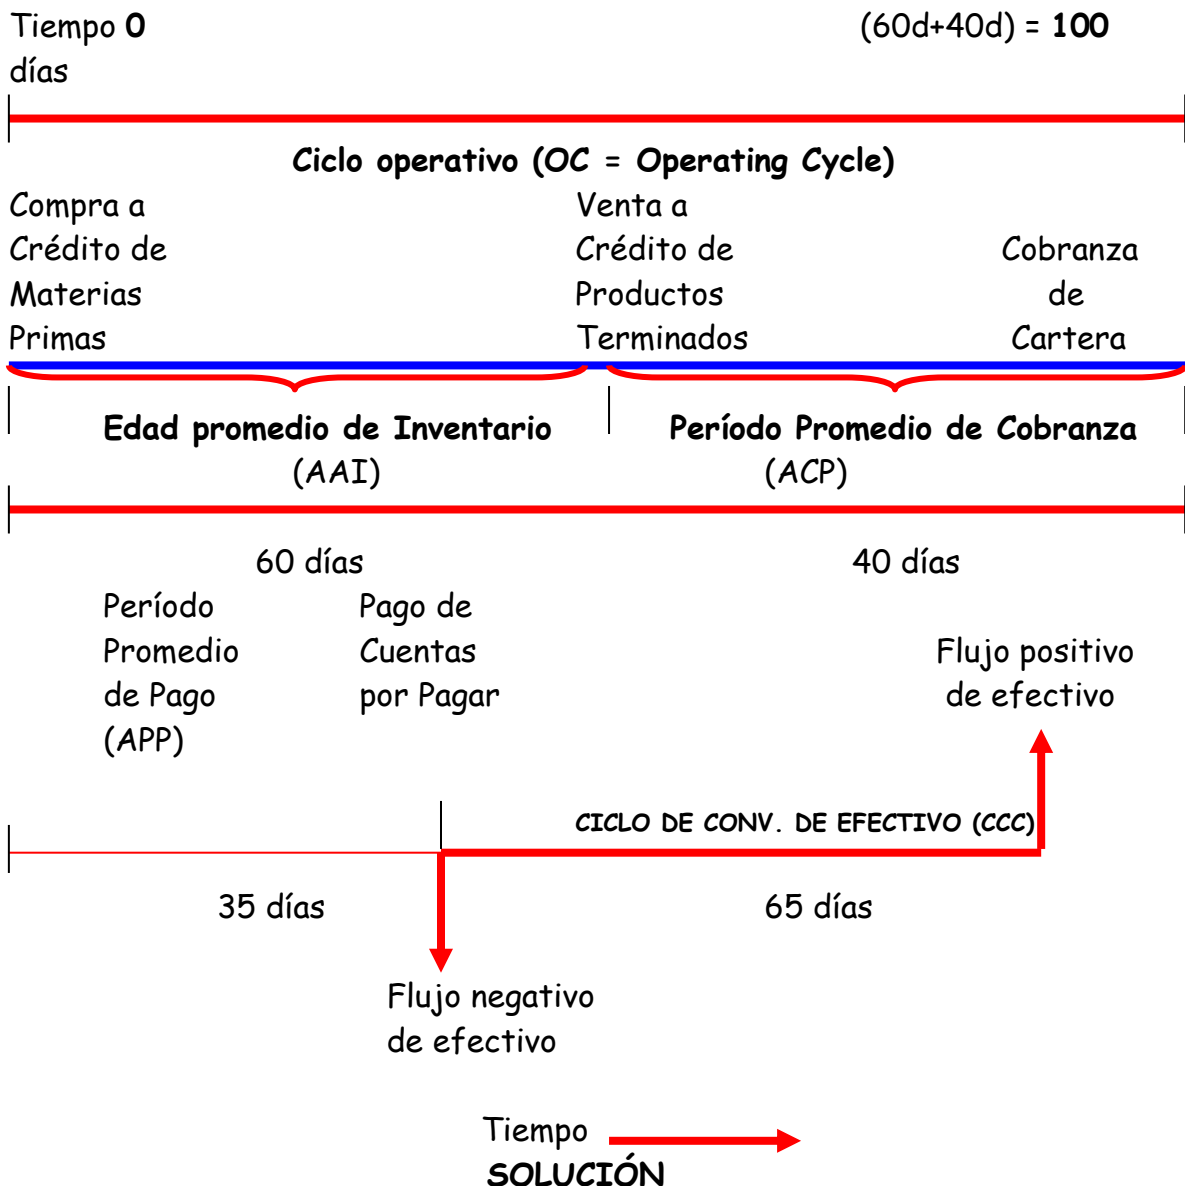 Tiempo 0 (60d+40d) = 100
días
Ciclo operativo (OC = Operating Cycle)
Compra a Venta a
Crédito de Crédito de Cobranza
Materias Productos de
Primas Terminados Cartera
Edad promedio de Inventario Período Promedio de Cobranza
(AAI) (ACP)
60 días 40 días
Período Pago de
Promedio Cuentas Flujo positivo
de Pago por Pagar de efectivo
(APP)
CICLO DE CONV. DE EFECTIVO (CCC)
35 días 65 días
Flujo negativo
de efectivo
Tiempo
SOLUCIÓN